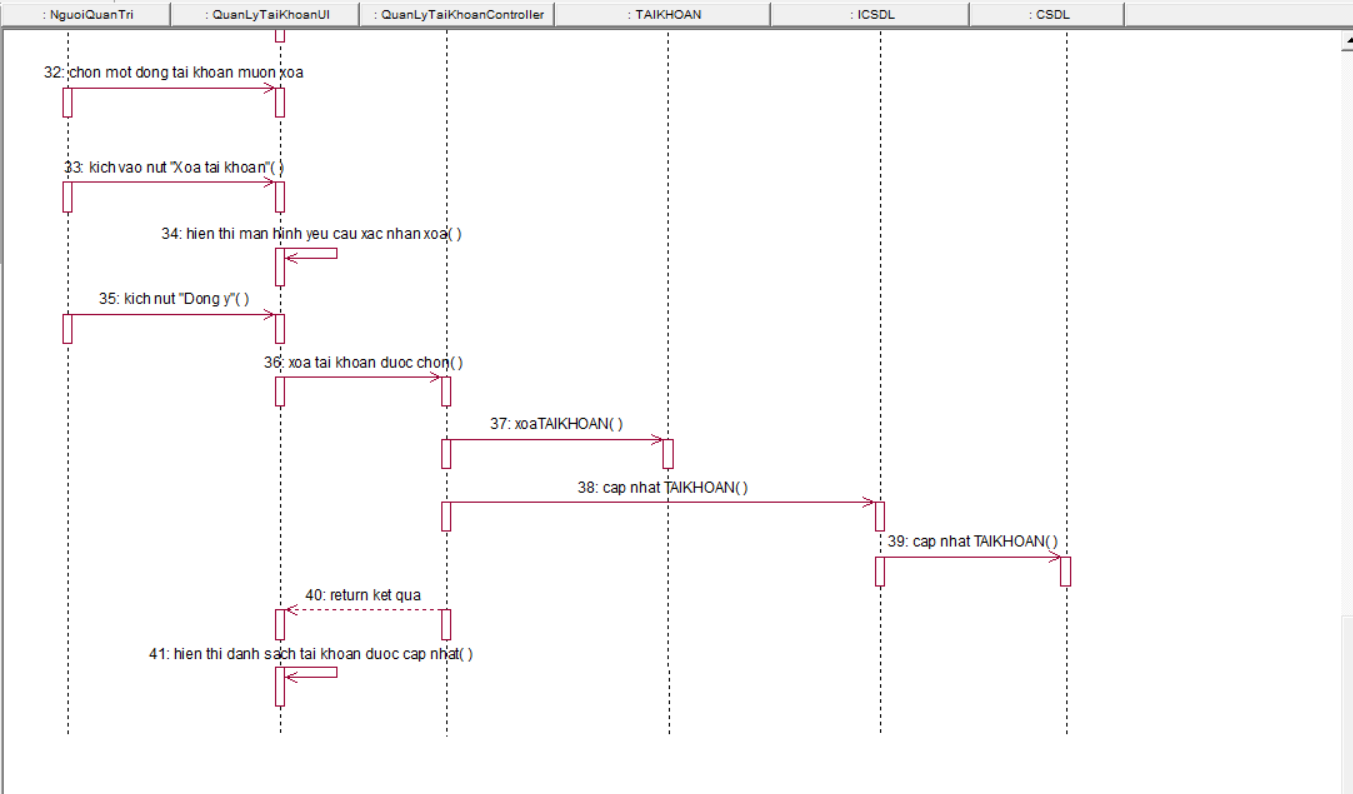 : NguoiQuanTri
: QuanLyTaiKhoanUI
: QuanLyTaiKhoanController
: TAIKHOAN
: ICSDL
: CSDL
32: chon mot dong tai khoan muon xoa
33: kich vao nut "Xoa tai khoan"( )
34: hien thi man hinh yeu cau xac nhan xoa( )
35: kich nut "Dong y"( )
36: xoa tai khoan duoc chon( )
37: xoaTAIKHOAN( )
38: cap nhat TAIKHOAN( )
39: cap nhat TAIKHOAN( )
40: return ket qua
41: hien thi danh sach tai khoan duoc cap nhat( )